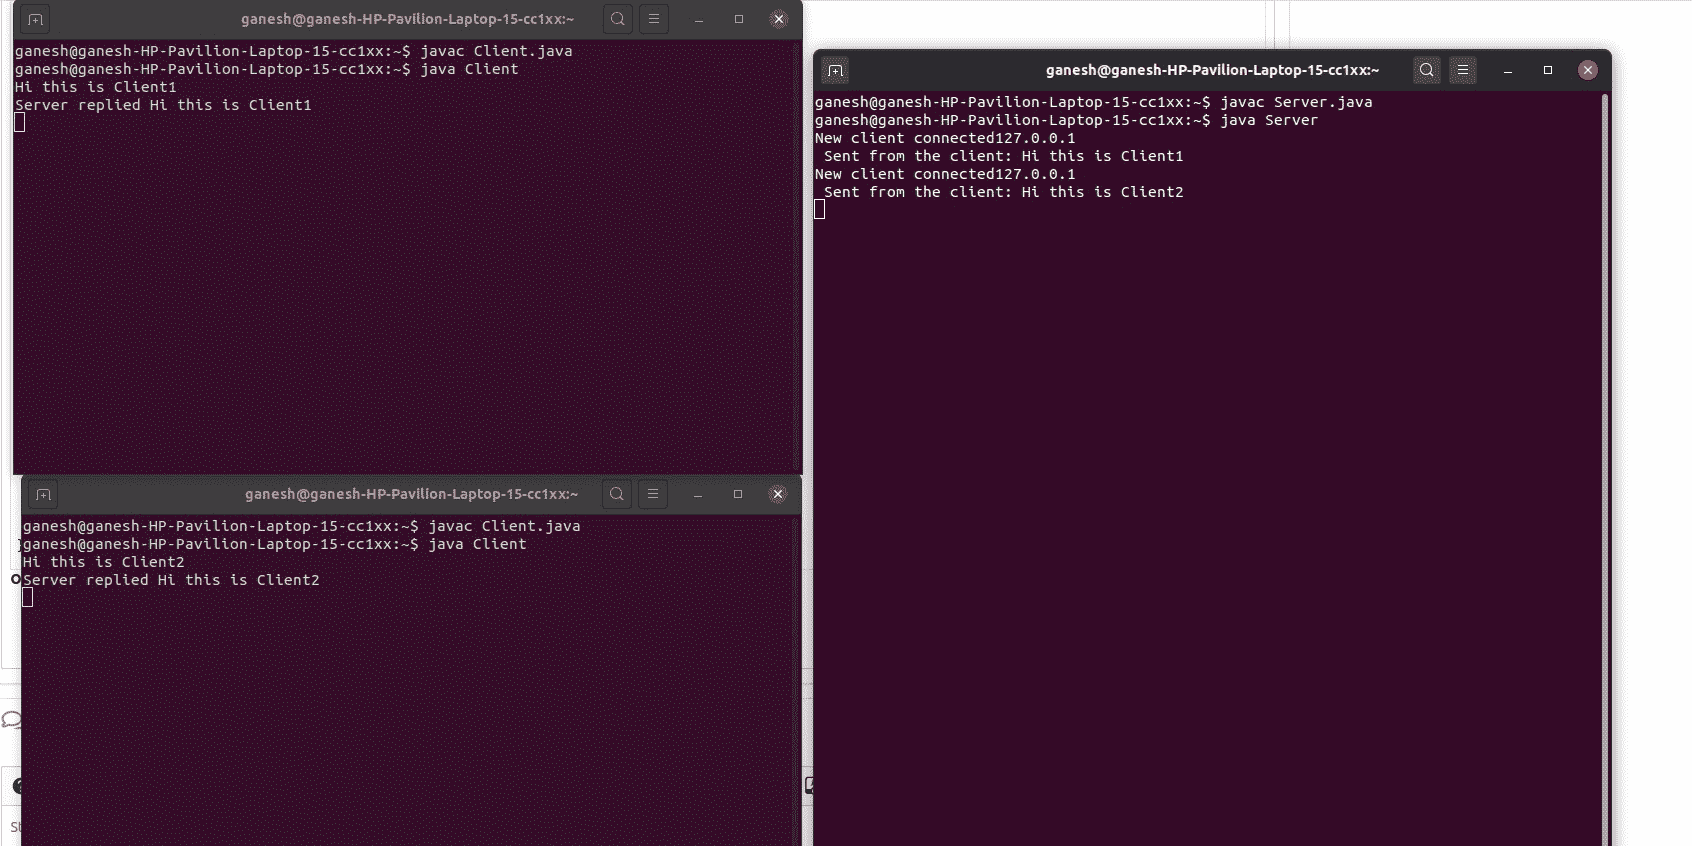 ganesh@ganesh-HP-Pavilion-Laptop-15-cc1xx:~
ganesh@ganesh-HP-Pavilion-Laptop-15-cc1xx:~$ javac Client.java
ganesh@ganesh-HP-Pavilion-Laptop-15-cc1xx:~$ java Client
Hi this is Client1
Server replied Hi this is Client1
ganesh@ganesh-HP-Pavilion-Laptop-15-cc1xx:~
ganesh@ganesh-HP-Pavilion-Laptop-15-cc1xx:~$ javac Client.java
ganesh@ganesh-HP-Pavilion-Laptop-15-cc1xx:~$ java Client
Hi this is Client2
Server replied Hi this is Client2
ganesh@ganesh-HP-Pavilion-Laptop-15-cc1xx:~
ganesh@ganesh-HP-Pavilion-Laptop-15-cc1xx:~$ javac Server.java
ganesh@ganesh-HP-Pavilion-Laptop-15-cc1xx:~$ java Server
New client connected127.0.0.1
Sent from the client: Hi this is Client1
New client connected127.0.0.1
Sent from the client: Hi this is Client2